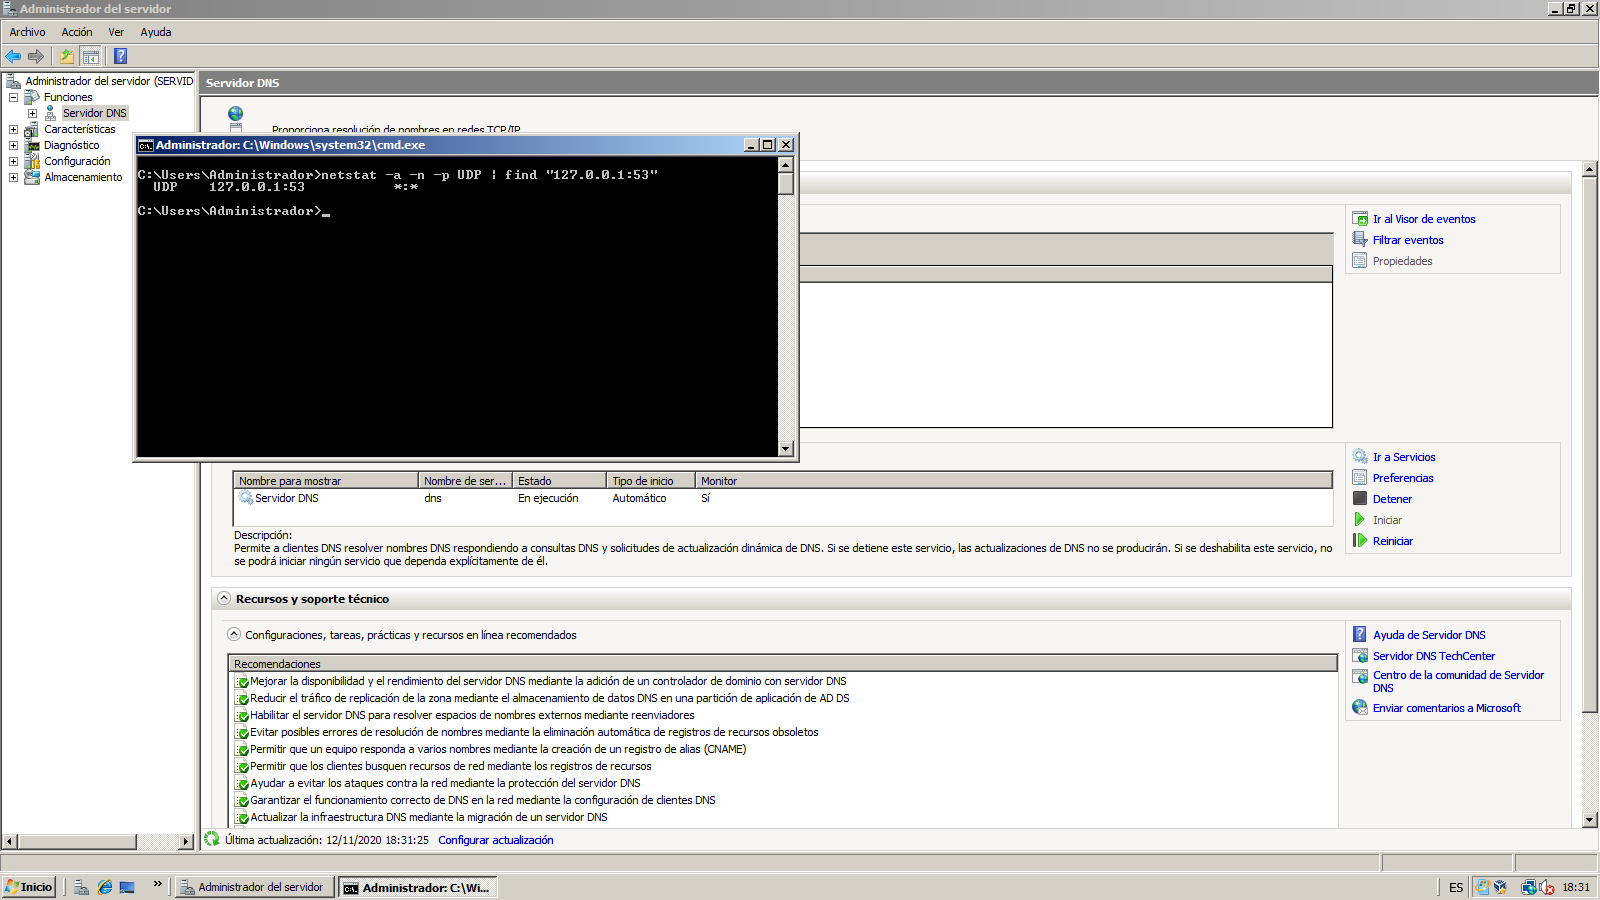 Administrador del servidor
Archivo Acción Ver Ayuda
Administrador del servidor (SERVID
Funciones
Servidor DNS
Características
Diagnóstico
Configuración
Almacenamiento
Servidor DNS
Proporciona resolución de nombres en redes TCP/IP
Administrador: C:\Windows\system32\cmd.exe
C:\Users\Administrador>netstat -a -n -p UDP | find "127.0.0.1:53"
UDP 127.0.0.1:53 *:*
C:\Users\Administrador>_
Ir al Visor de eventos
Filtrar eventos
Propiedades
Nombre para mostrar Nombre de ser... Estado Tipo de inicio Monitor
Servidor DNS dns En ejecución Automático Sí
Descripción:
Permite a clientes DNS resolver nombres DNS respondiendo a consultas DNS y solicitudes de actualización dinámica de DNS. Si se detiene este servicio, las actualizaciones de DNS no se producirán. Si se deshabilita este servicio, no
se podrá iniciar ningún servicio que dependa explícitamente de él.
Ir a Servicios
Preferencias
Detener
Iniciar
Reiniciar
Recursos y soporte técnico
Configuraciones, tareas, prácticas y recursos en línea recomendados
Recomendaciones
Mejorar la disponibilidad y el rendimiento del servidor DNS mediante la adición de un controlador de dominio con servidor DNS
Reducir el tráfico de replicación de la zona mediante el almacenamiento de datos DNS en una partición de aplicación de AD DS
Habilitar el servidor DNS para resolver espacios de nombres externos mediante reenviadores
Evitar posibles errores de resolución de nombres mediante la eliminación automática de registros de recursos obsoletos
Permitir que un equipo responda a varios nombres mediante la creación de un registro de alias (CNAME)
Permitir que los clientes busquen recursos de red mediante los registros de recursos
Ayudar a evitar los ataques contra la red mediante la protección del servidor DNS
Garantizar el funcionamiento correcto de DNS en la red mediante la configuración de clientes DNS
Actualizar la infraestructura DNS mediante la migración de un servidor DNS
Ayuda de Servidor DNS
Servidor DNS TechCenter
Centro de la comunidad de Servidor
DNS
Enviar comentarios a Microsoft
Última actualización: 12/11/2020 18:31:25 Configurar actualización
Inicio » Administrador del servidor Administrador: C:\Wi... ES 18:31